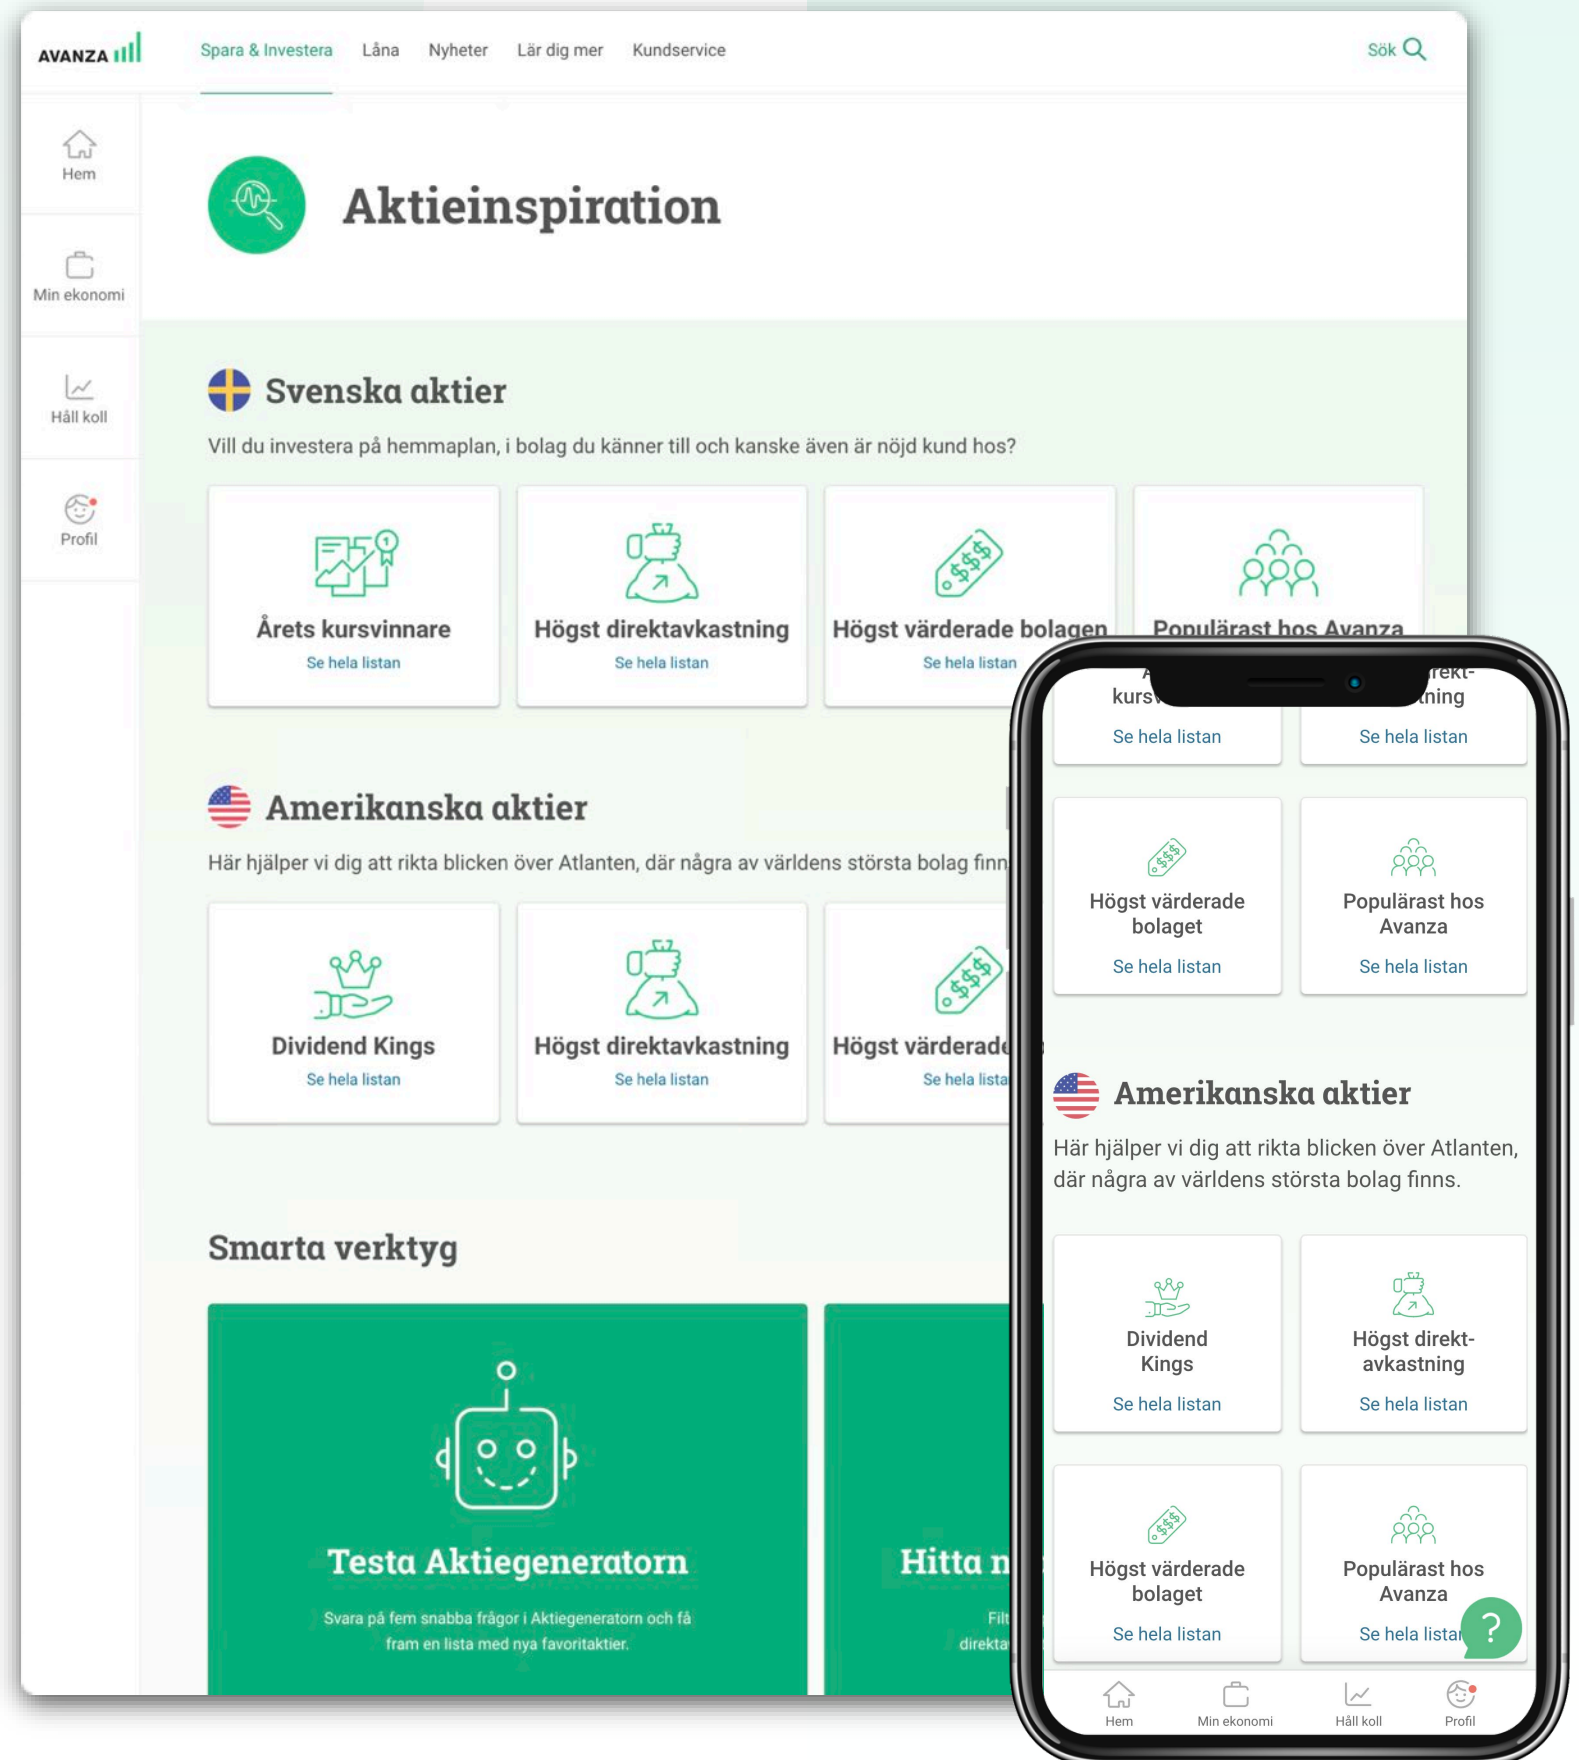 AVANZA
Spara & Investera Låna Nyheter Lär dig mer Kundservice Sök
Hem
Min ekonomi
Håll koll
Profil
Aktieinspiration
Svenska aktier
Vill du investera på hemmaplan, i bolag du känner till och kanske även är nöjd kund hos?
Årets kursvinnare
Se hela listan
Högst direktavkastning
Se hela listan
$$$
Högst värderade bolagen
Se hela listan
Populärast hos Avanza
Amerikanska aktier
Här hjälper vi dig att rikta blicken över Atlanten, där några av världens största bolag
Dividend Kings
Se hela listan
Högst direktavkastning
Se hela listan
$$$
Högst
Se hela
Smarta verktyg
Testa Aktiegeneratorn
Svara på fem snabba frågor i Aktiegeneratorn och få
fram en lista med nya favoritaktier.
Hitta
Se hela listan
Se hela listan
$$$
Högst värderade
bolaget
Se hela listan
Populärast hos
Avanza
Se hela listan
Amerikanska aktier
Här hjälper vi dig att rikta blicken över Atlanten,
där några av världens största bolag finns.
Dividend
Kings
Se hela listan
Högst direkt-
avkastning
Se hela listan
$$$
Högst värderade
bolaget
Se hela listan
Populärast hos
Avanza
Se hela
?
Hem
Min ekonomi
Håll koll
Profil